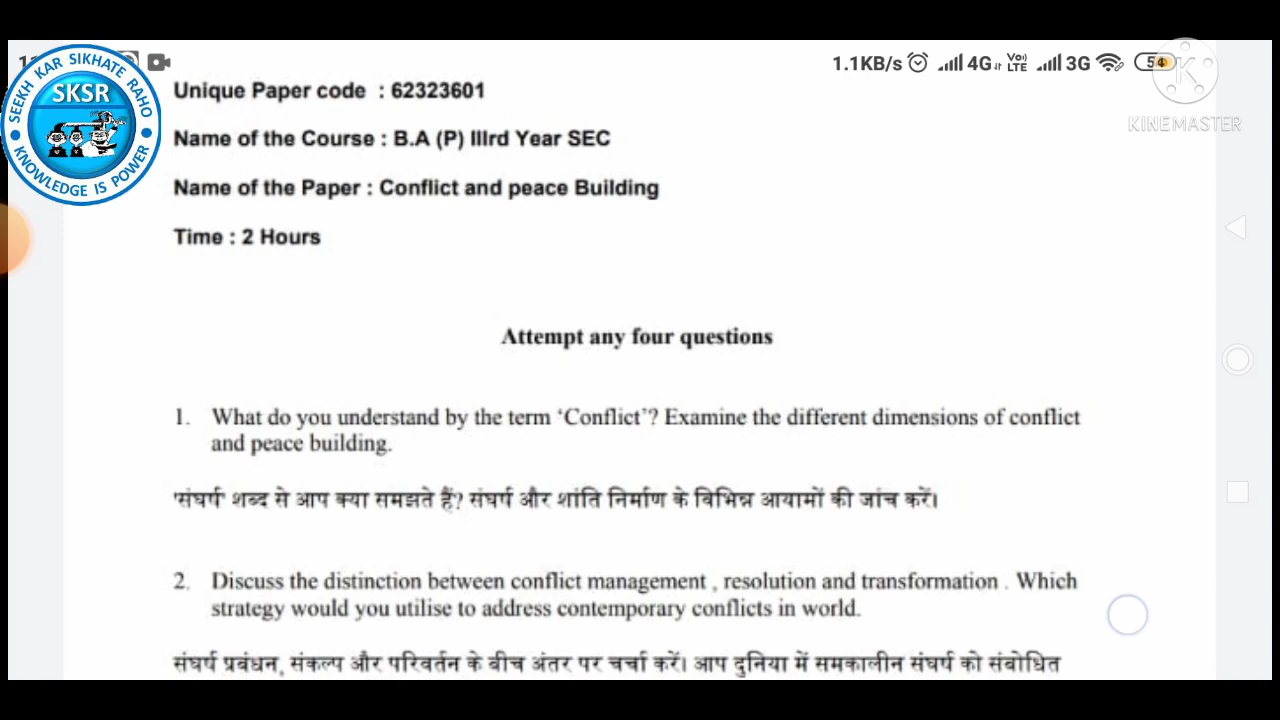 SEEKH KAR SIKHATE RAHO
SKSR
KNOWLEDGE IS POWER
1.1KB/s 4G VoI) LTE 3G 54
KINEMASTER
Unique Paper code : 62323601
Name of the Course : B.A (P) IIIrd Year SEC
Name of the Paper : Conflict and peace Building
Time : 2 Hours
Attempt any four questions
1. What do you understand by the term ‘Conflict’? Examine the different dimensions of conflict
and peace building.
'संघर्ष' शब्द से आप क्या समझते हैं? संघर्ष और शांति निर्माण के विभिन्न आयामों की जांच करें।
2. Discuss the distinction between conflict management , resolution and transformation . Which
strategy would you utilise to address contemporary conflicts in world.
संघर्ष प्रबंधन, संकल्प और परिवर्तन के बीच अंतर पर चर्चा करें। आप दुनिया में समकालीन संघर्ष को संबोधित